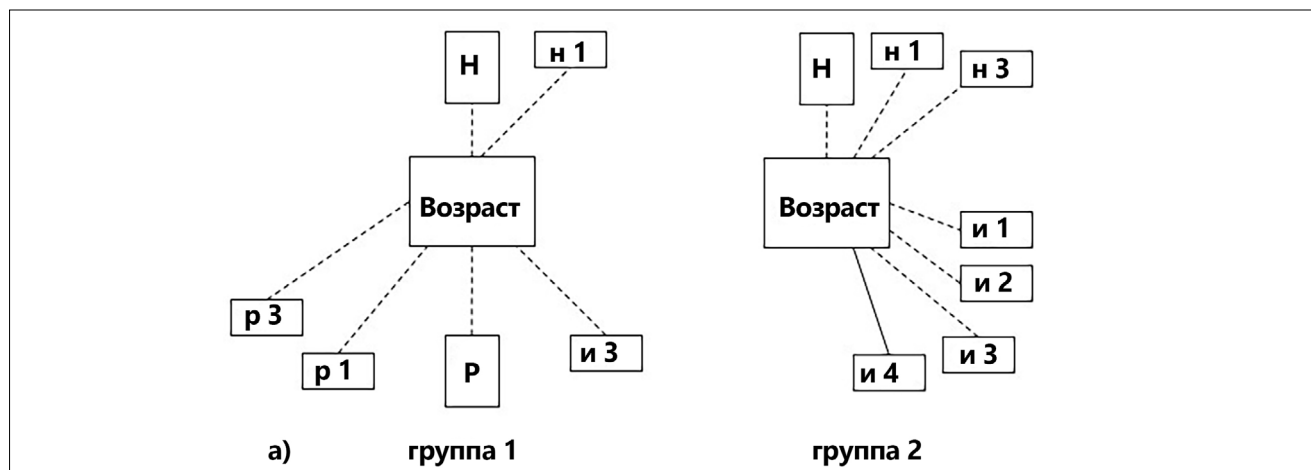 Н
н 1
Возраст
р 3
р 1
Р
и 3
Н
н 1
н 3
Возраст
и 1
и 2
и 3
и 4
а) группа 1 группа 2